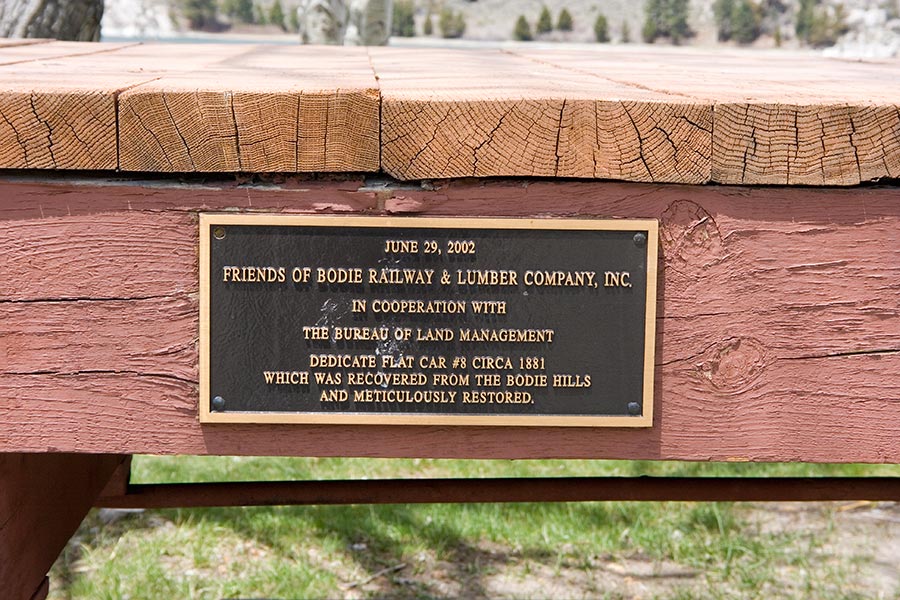 JUNE 29, 2002
FRIENDS OF BODIE RAILWAY & LUMBER COMPANY, INC.
IN COOPERATION WITH
THE BUREAU OF LAND MANAGEMENT
DEDICATE FLAT CAR #8 CIRCA 1881
WHICH WAS RECOVERED FROM THE BODIE HILLS
AND METICULOUSLY RESTORED.